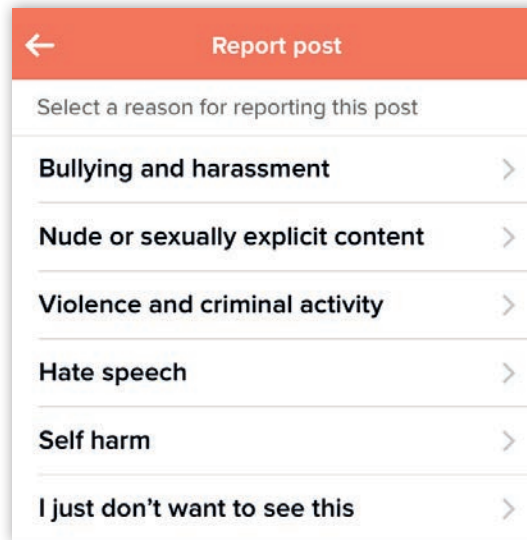 Report post
Select a reason for reporting this post
Bullying and harassment
Nude or sexually explicit content
Violence and criminal activity
Hate speech
Self harm
I just don’t want to see this